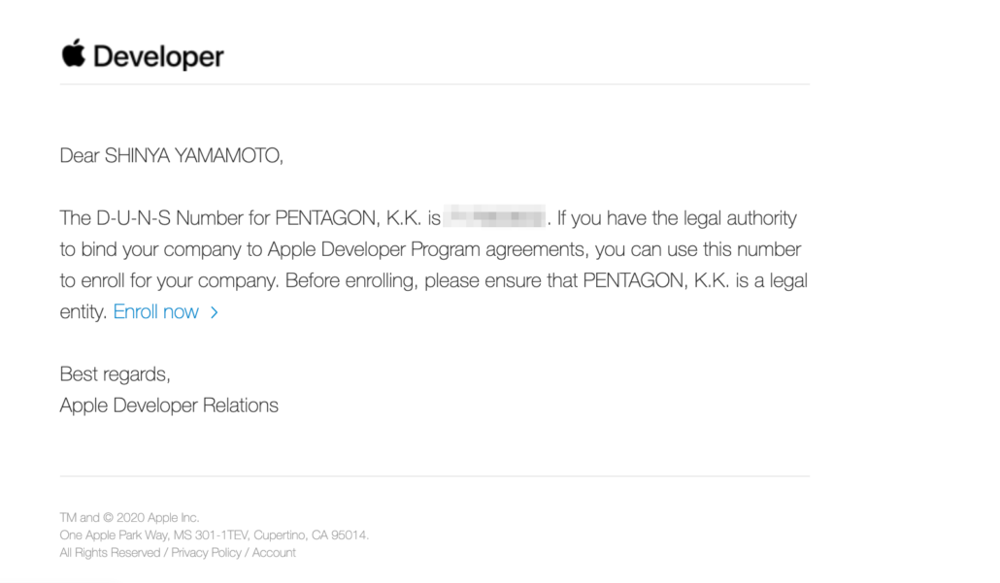 Developer
Dear SHINYA YAMAMOTO,
The D-U-N-S Number for PENTAGON, K.K. is . If you have the legal authority
to bind your company to Apple Developer Program agreements, you can use this number
to enroll for your company. Before enrolling, please ensure that PENTAGON, K.K. is a legal
entity. Enroll now >
Best regards,
Apple Developer Relations
TM and © 2020 Apple Inc.
One Apple Park Way, MS 301-1TEV, Cupertino, CA 95014.
All Rights Reserved / Privacy Policy / Account